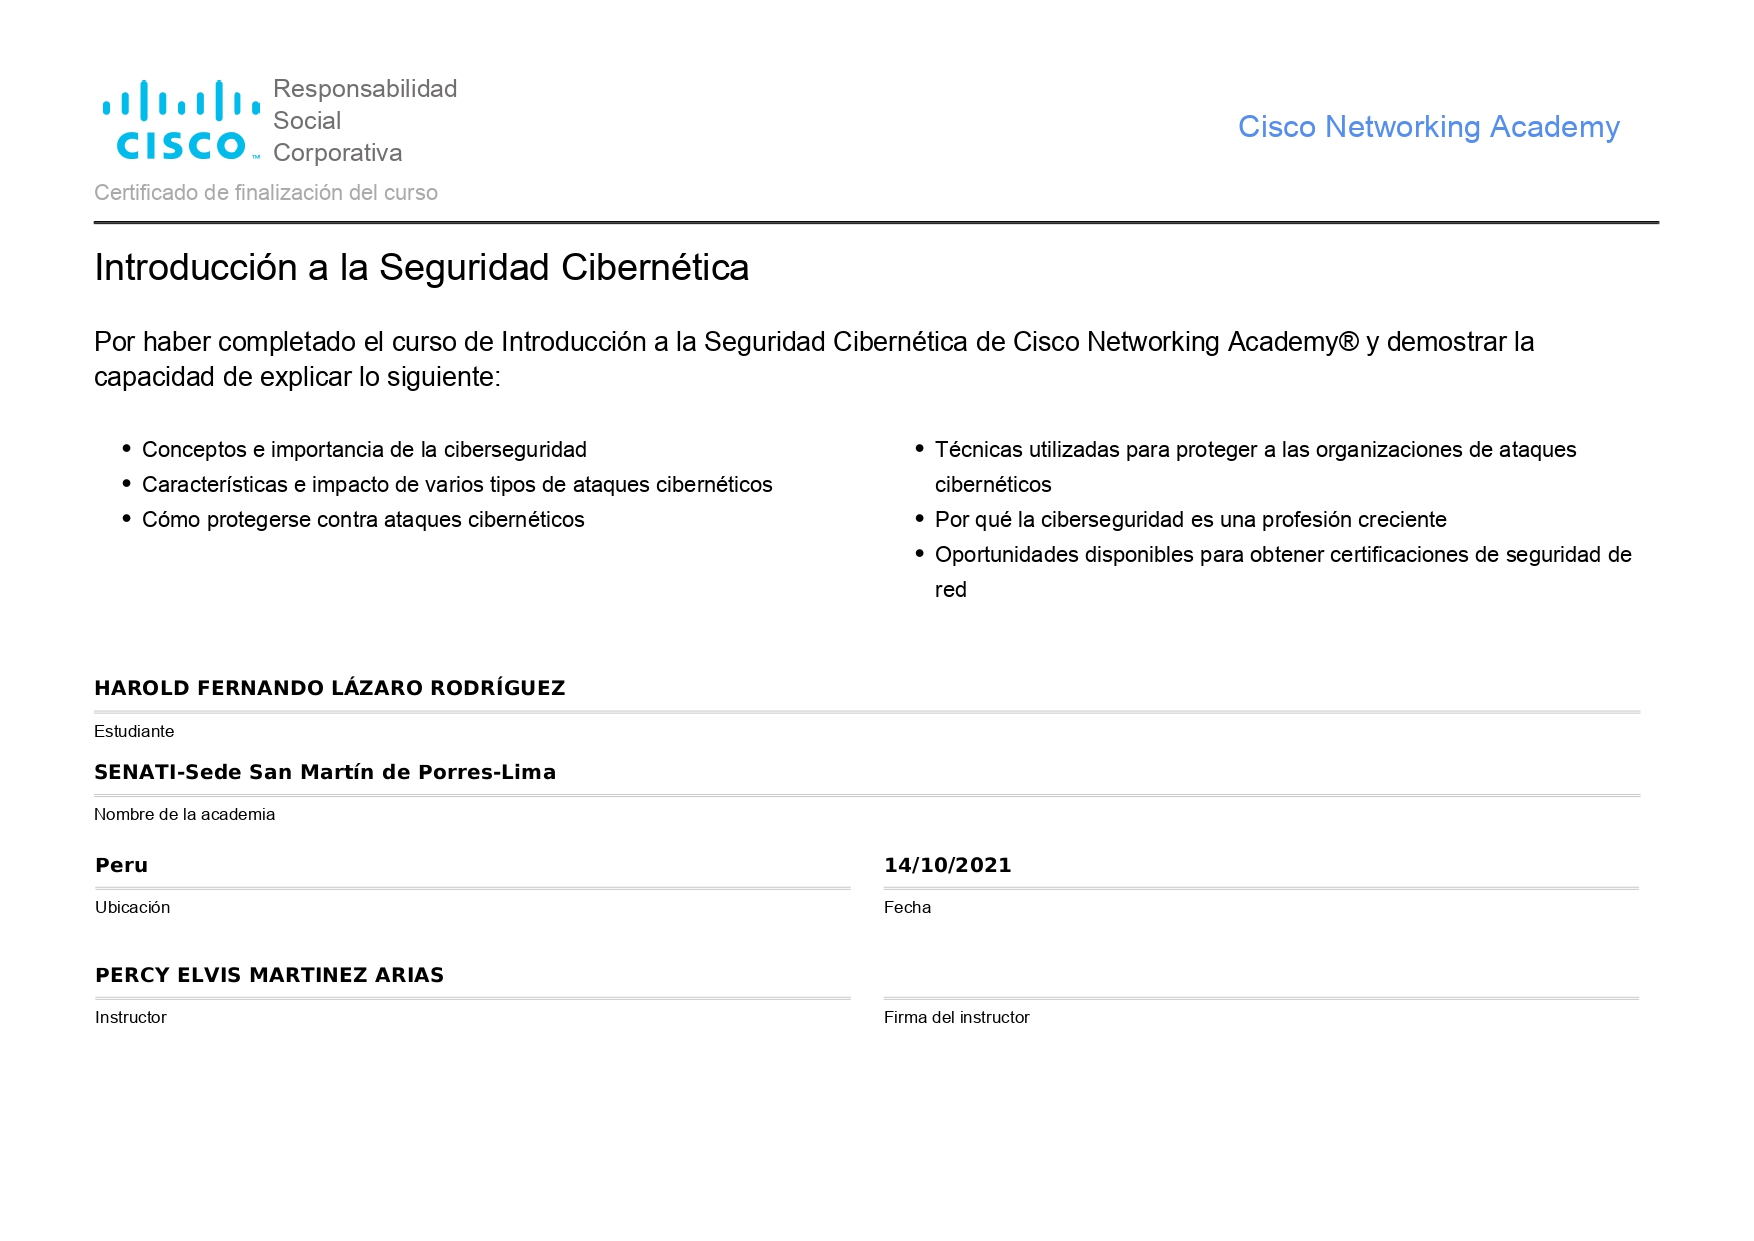 CISCO™
Responsabilidad
Social
Corporativa
Cisco Networking Academy
Certificado de finalización del curso
Introducción a la Seguridad Cibernética
Por haber completado el curso de Introducción a la Seguridad Cibernética de Cisco Networking Academy® y demostrar la
capacidad de explicar lo siguiente:
• Conceptos e importancia de la ciberseguridad
• Características e impacto de varios tipos de ataques cibernéticos
• Cómo protegerse contra ataques cibernéticos
• Técnicas utilizadas para proteger a las organizaciones de ataques
cibernéticos
• Por qué la ciberseguridad es una profesión creciente
• Oportunidades disponibles para obtener certificaciones de seguridad de
red
HAROLD FERNANDO LÁZARO RODRÍGUEZ
Estudiante
SENATI-Sede San Martín de Porres-Lima
Nombre de la academia
Peru
Ubicación
14/10/2021
Fecha
PERCY ELVIS MARTINEZ ARIAS
Instructor
Firma del instructor